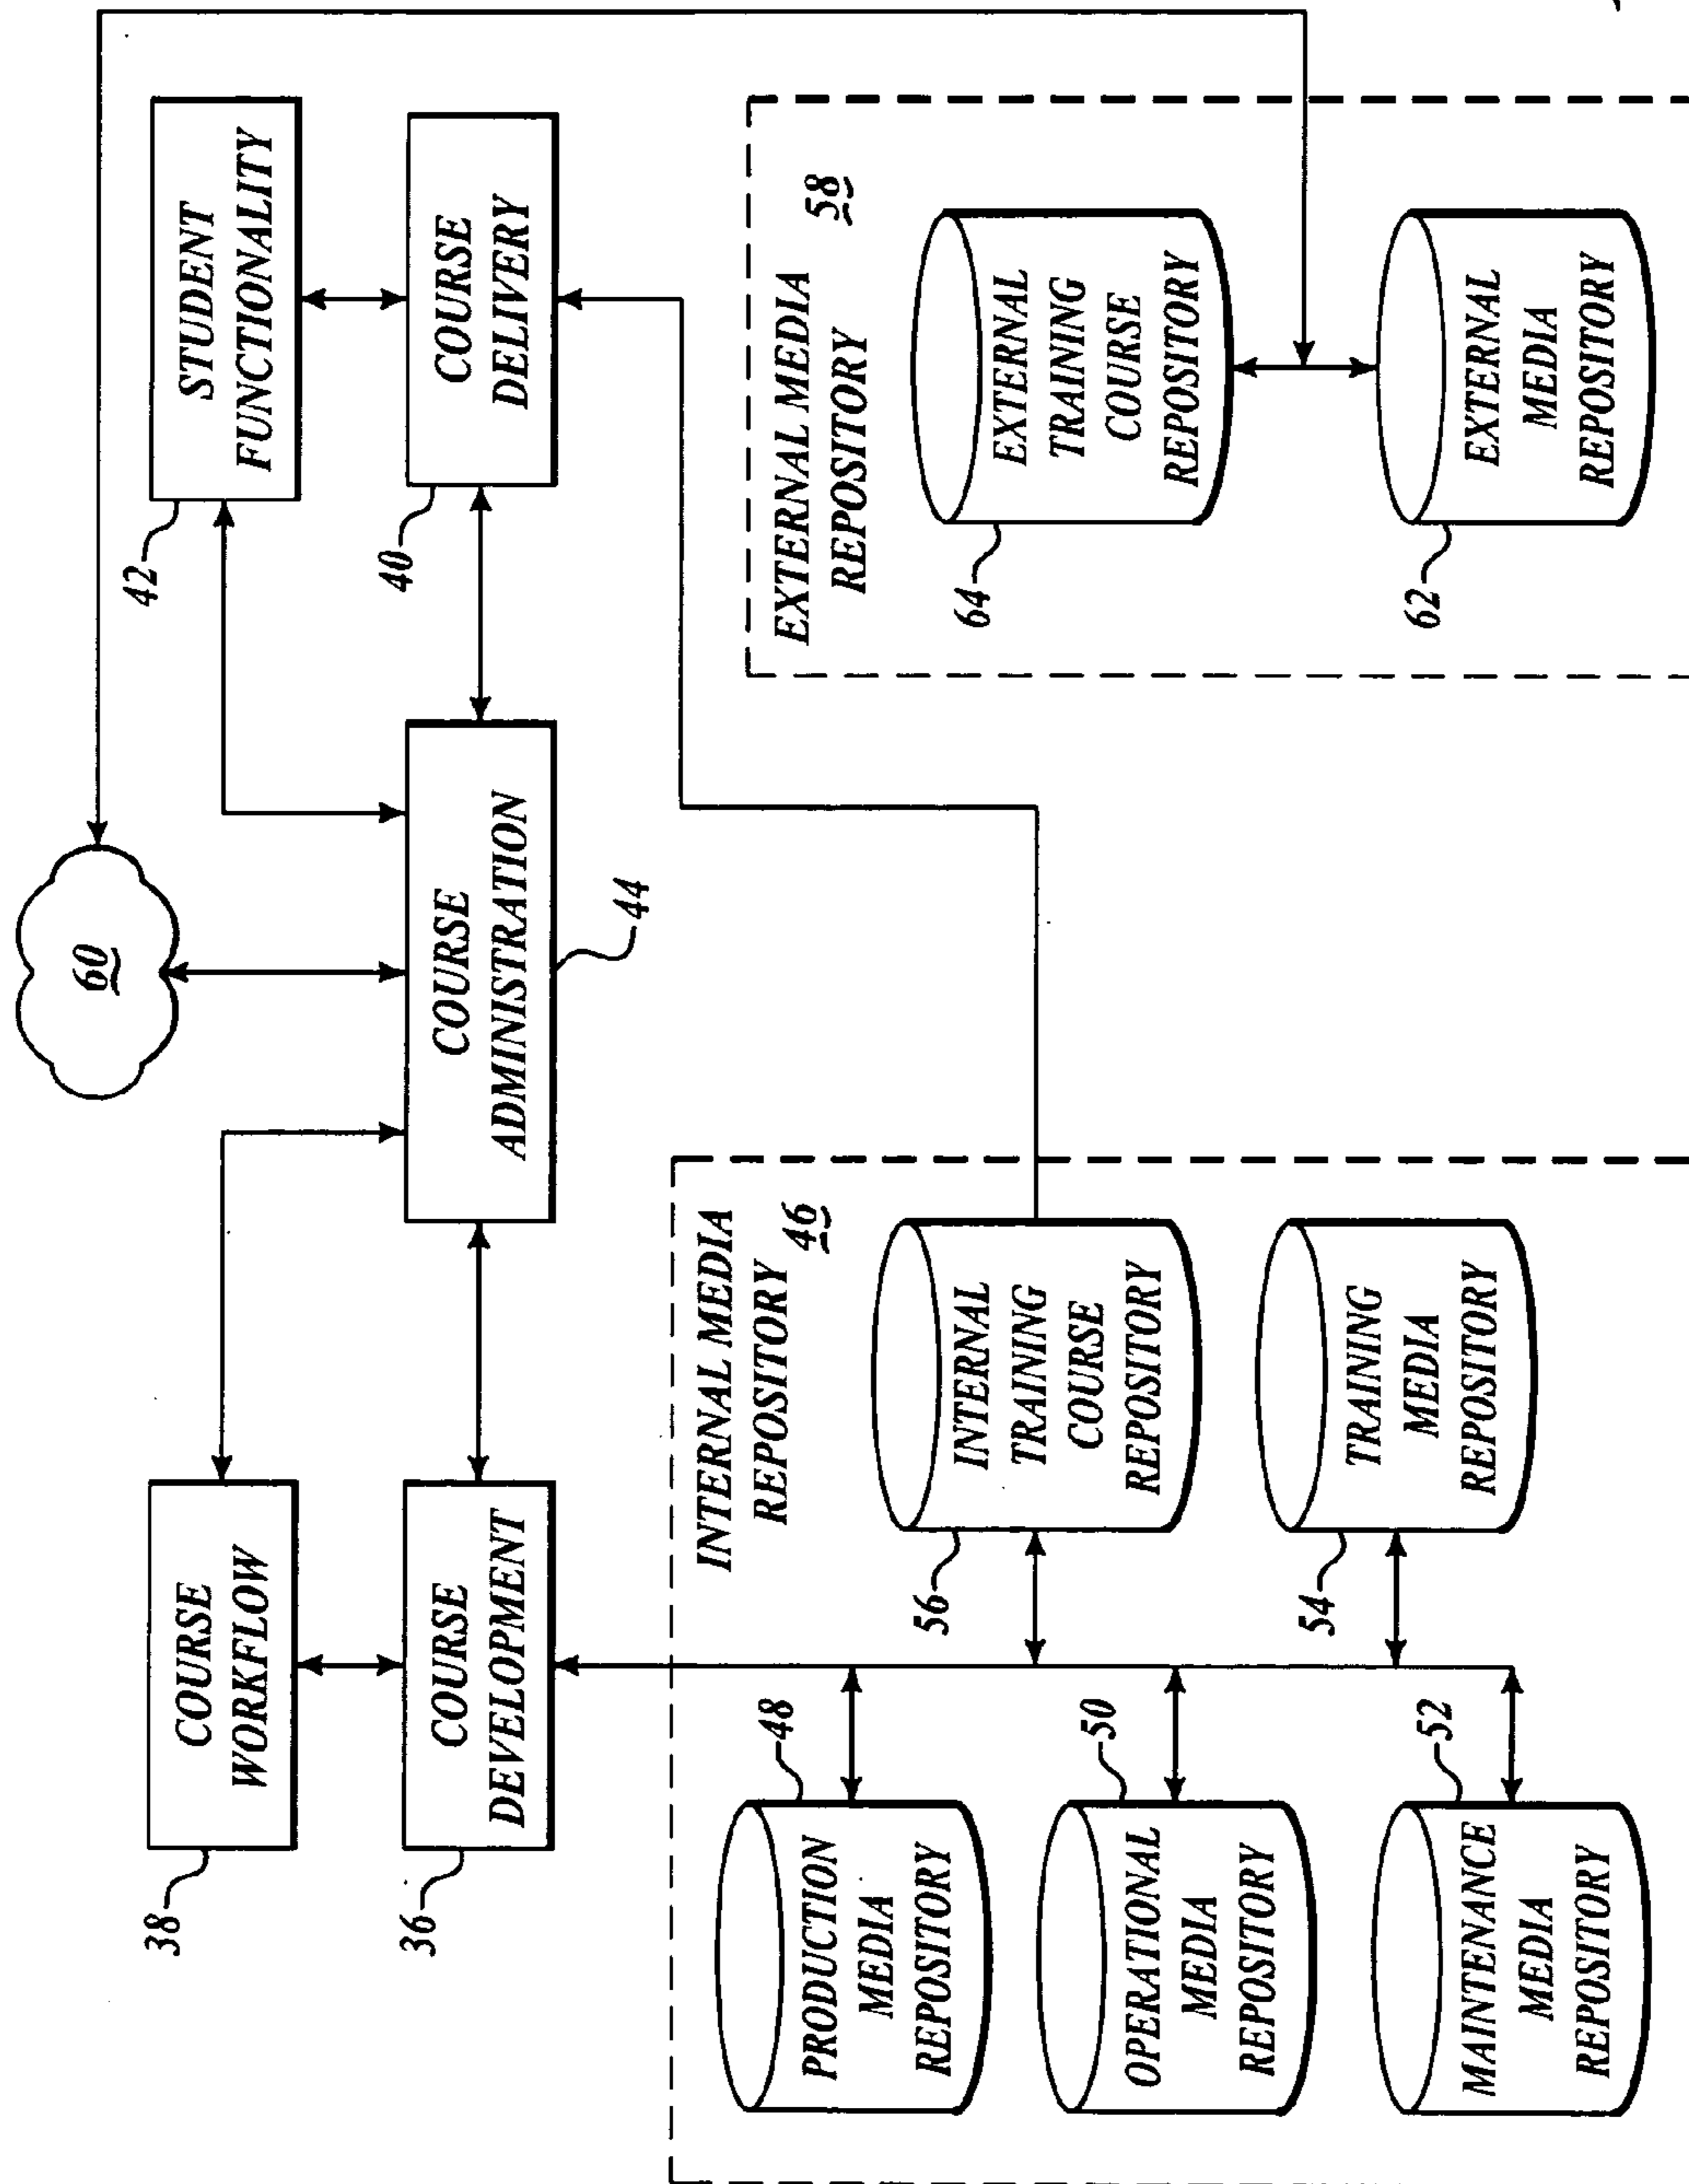 60
38
COURSE
WORKFLOW
42
STUDENT
FUNCTIONALITY
36
COURSE
DEVELOPMENT
COURSE
ADMINISTRATION
44
40
COURSE
DELIVERY
INTERNAL MEDIA
REPOSITORY
46
48
PRODUCTION
MEDIA
REPOSITORY
50
OPERATIONAL
MEDIA
REPOSITORY
52
MAINTENANCE
MEDIA
REPOSITORY
56
INTERNAL
TRAINING
COURSE
REPOSITORY
54
TRAINING
MEDIA
REPOSITORY
EXTERNAL MEDIA
REPOSITORY
58
64
EXTERNAL
TRAINING
COURSE
REPOSITORY
62
EXTERNAL
MEDIA
REPOSITORY